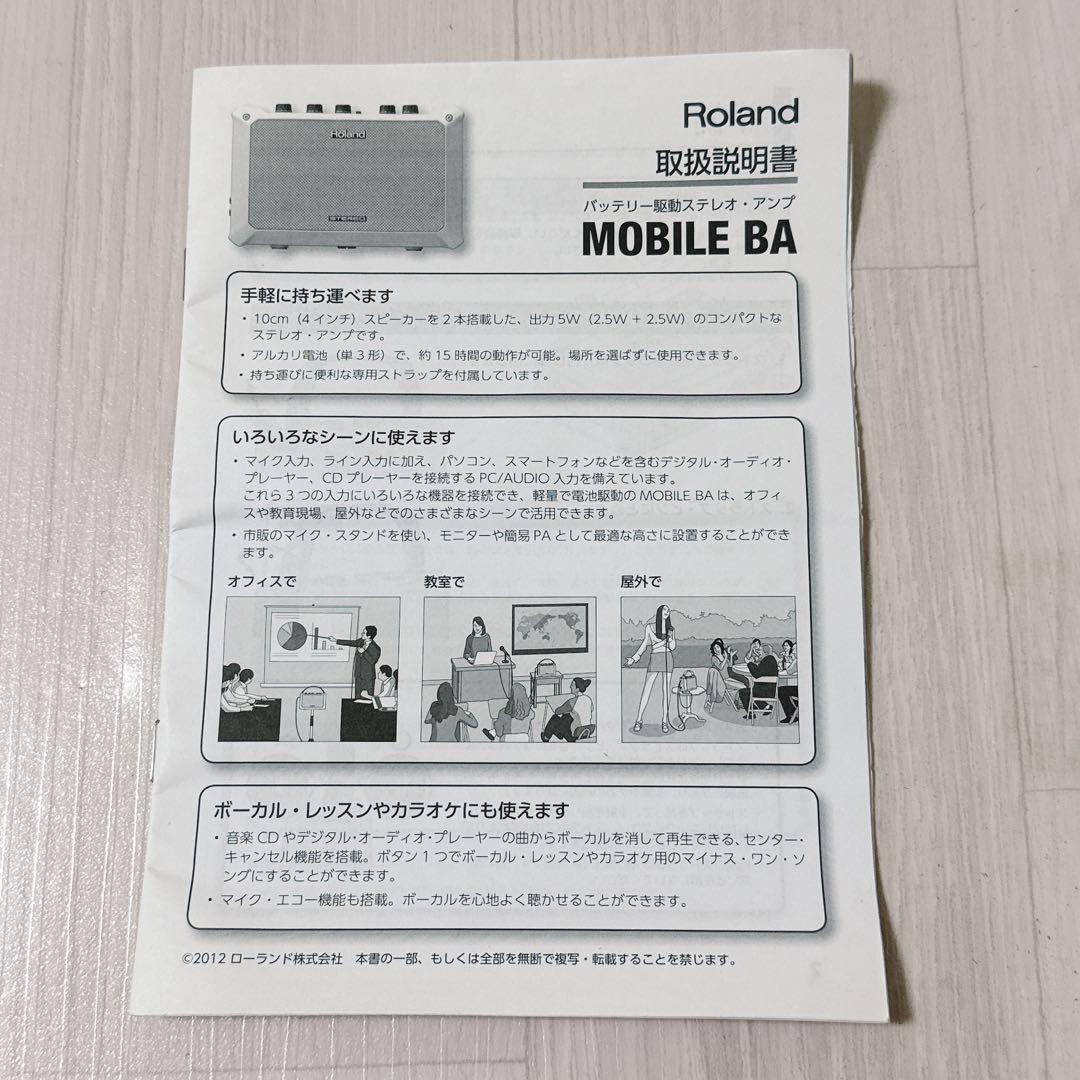 Roland
STEREO
Roland
取扱説明書
バッテリー駆動ステレオ・アンプ
MOBILE BA
手軽に持ち運べます
・10cm（4 インチ）スピーカーを 2 本搭載した、出力 5W（2.5W + 2.5W）のコンパクトな
ステレオ・アンプです。
・アルカリ電池（単 3 形）で、約 15 時間の動作が可能。場所を選ばずに使用できます。
・持ち運びに便利な専用ストラップを付属しています。
いろいろなシーンに使えます
・マイク入力、ライン入力に加え、パソコン、スマートフォンなどを含むデジタル・オーディオ・
プレーヤー、CD プレーヤーを接続する PC/AUDIO 入力を備えています。
これら 3 つの入力にいろいろな機器を接続でき、軽量で電池駆動の MOBILE BA は、オフィ
スや教育現場、屋外などでのさまざまなシーンで活用できます。
・市販のマイク・スタンドを使い、モニターや簡易 PA として最適な高さに設置することができ
ます。
オフィスで
教室で
屋外で
ボーカル・レッスンやカラオケにも使えます
・音楽 CD やデジタル・オーディオ・プレーヤーの曲からボーカルを消して再生できる、センター・
キャンセル機能を搭載。ボタン 1 つでボーカル・レッスンやカラオケ用のマイナス・ワン・ソ
ングにすることができます。
・マイク・エコー機能も搭載。ボーカルを心地よく聴かせることができます。
©2012 ローランド株式会社 本書の一部、もしくは全部を無断で複写・転載することを禁じます。